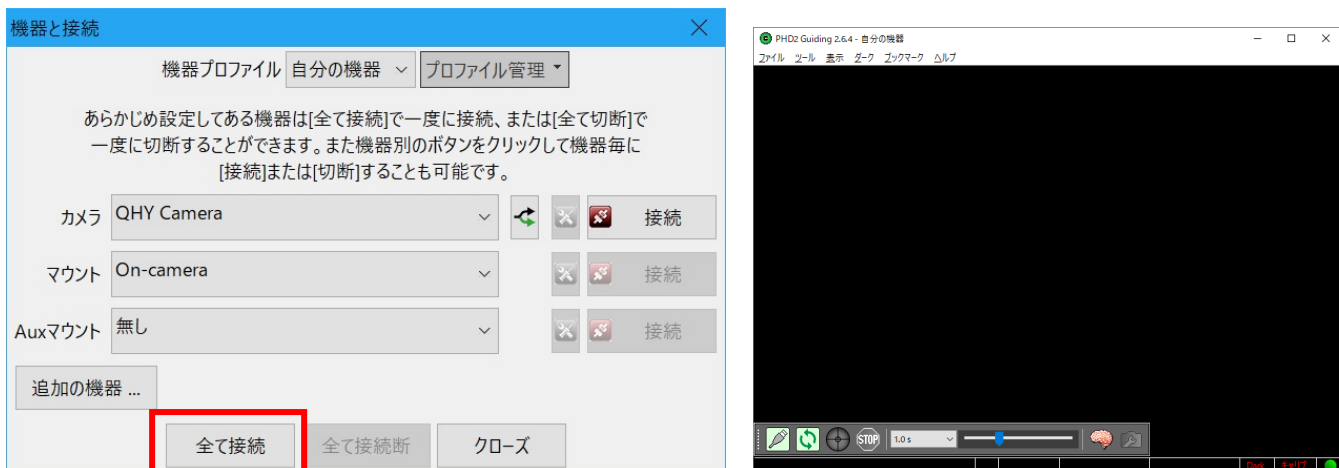 機器と接続
機器プロファイル 自分の機器 プロファイル管理
あらかじめ設定してある機器は[全て接続]で一度に接続、または[全て切断]で
一度に切断することができます。また機器別のボタンをクリックして機器毎に
[接続]または[切断]することも可能です。
カメラ QHY Camera 接続
マウント On-camera 接続
Auxマウント 無し 接続
追加の機器 ...
全て接続 全て接続断 クローズ
PHD2 Guiding 2.6.4 - 自分の機器
ファイル ツール 表示 ダーク ブックマーク ヘルプ
STOP 1.0 s
Dark キャリブ